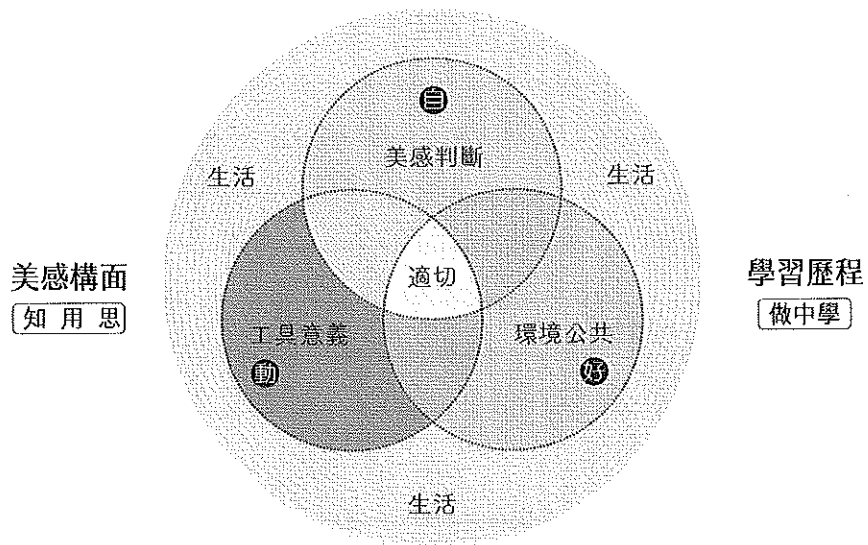 自
美感判斷
生活
生活
美感構面
知 用 思
適切
學習歷程
做中學
工具意義
環境公共
動
好
生活